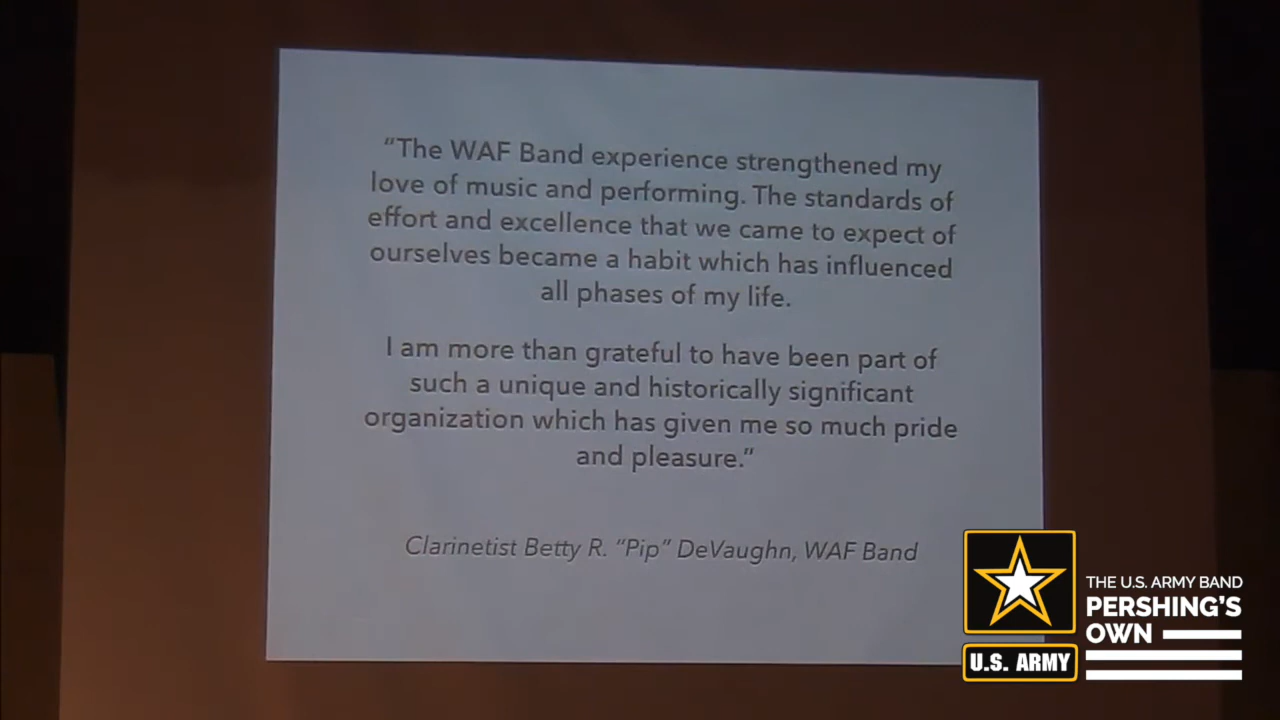 “The WAF Band experience strengthened my
love of music and performing. The standards of
effort and excellence that we came to expect of
ourselves became a habit which has influenced
all phases of my life.
I am more than grateful to have been part of
such a unique and historically significant
organization which has given me so much pride
and pleasure.”
Clarinetist Betty R. “Pip” DeVaughn, WAF Band
THE U.S. ARMY BAND
PERSHING'S
OWN
U.S. ARMY